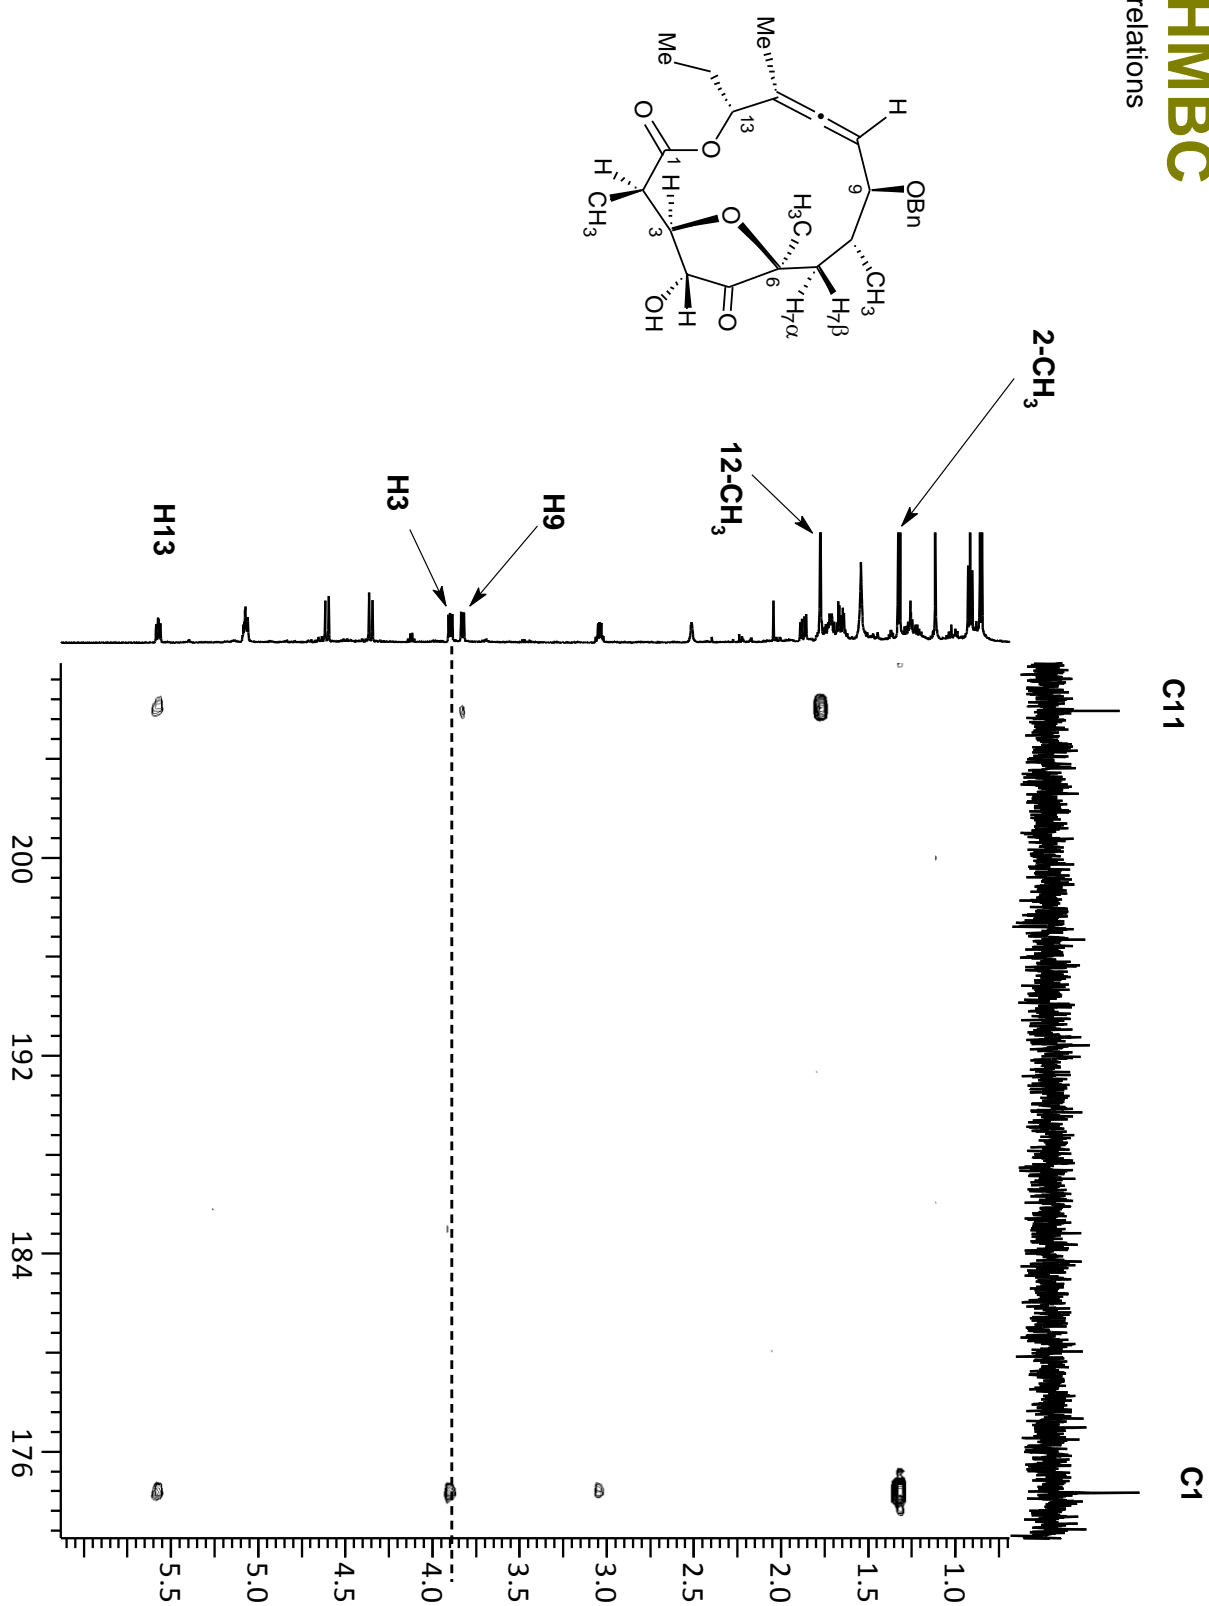 HMBC
relations
Me
Me
H
13
O
O
1
H
H
CH3
3
O
H3C
9
OBn
6
CH3
H7α
H7β
OH
H
O
2-CH3
12-CH3
H9
H3
H13
C11
C1
200
192
184
176
5.5
5.0
4.5
4.0
3.5
3.0
2.5
2.0
1.5
1.0